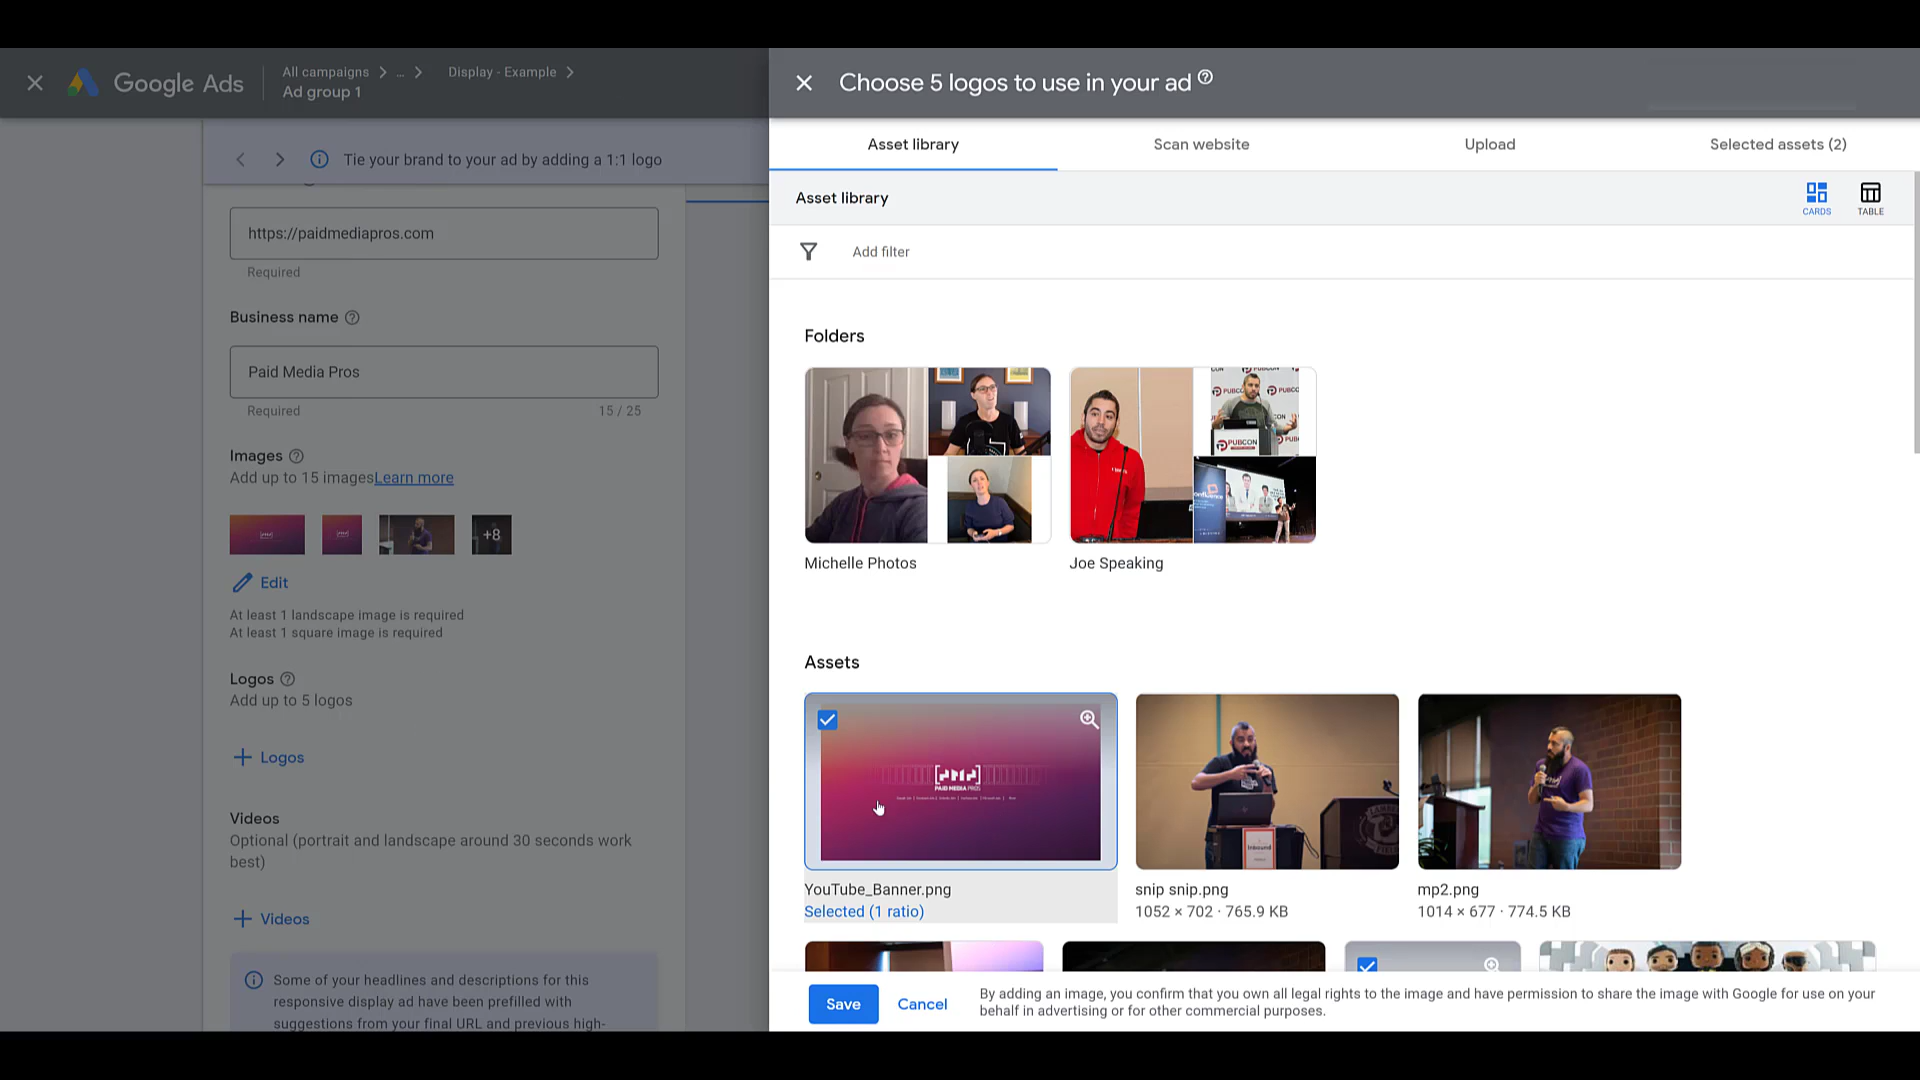 Google Ads
All campaigns
...
Display - Example
Ad group 1
Tie your brand to your ad by adding a 1:1 logo
https://paidmediapros.com
Required
Business name
Paid Media Pros
Required
15 / 25
Images
Add up to 15 imagesLearn more
+8
Edit
At least 1 landscape image is required
At least 1 square image is required
Logos
Add up to 5 logos
Logos
Videos
Optional (portrait and landscape around 30 seconds work
best)
Videos
Some of your headlines and descriptions for this
responsive display ad have been prefilled with
suggestions from your final URL and previous high-
Choose 5 logos to use in your ad
Asset library
Scan website
Upload
Selected assets (2)
Asset library
CARDS
TABLE
Add filter
Folders
PUBCON
Michelle Photos
Joe Speaking
Assets
PAID MEDIA PROS
Inbound
YouTube_Banner.png
Selected (1 ratio)
snip snip.png
1052 × 702 · 765.9 KB
mp2.png
1014 × 677 · 774.5 KB
Save
Cancel
By adding an image, you confirm that you own all legal rights to the image and have permission to share the image with Google for use on your
behalf in advertising or for other commercial purposes.